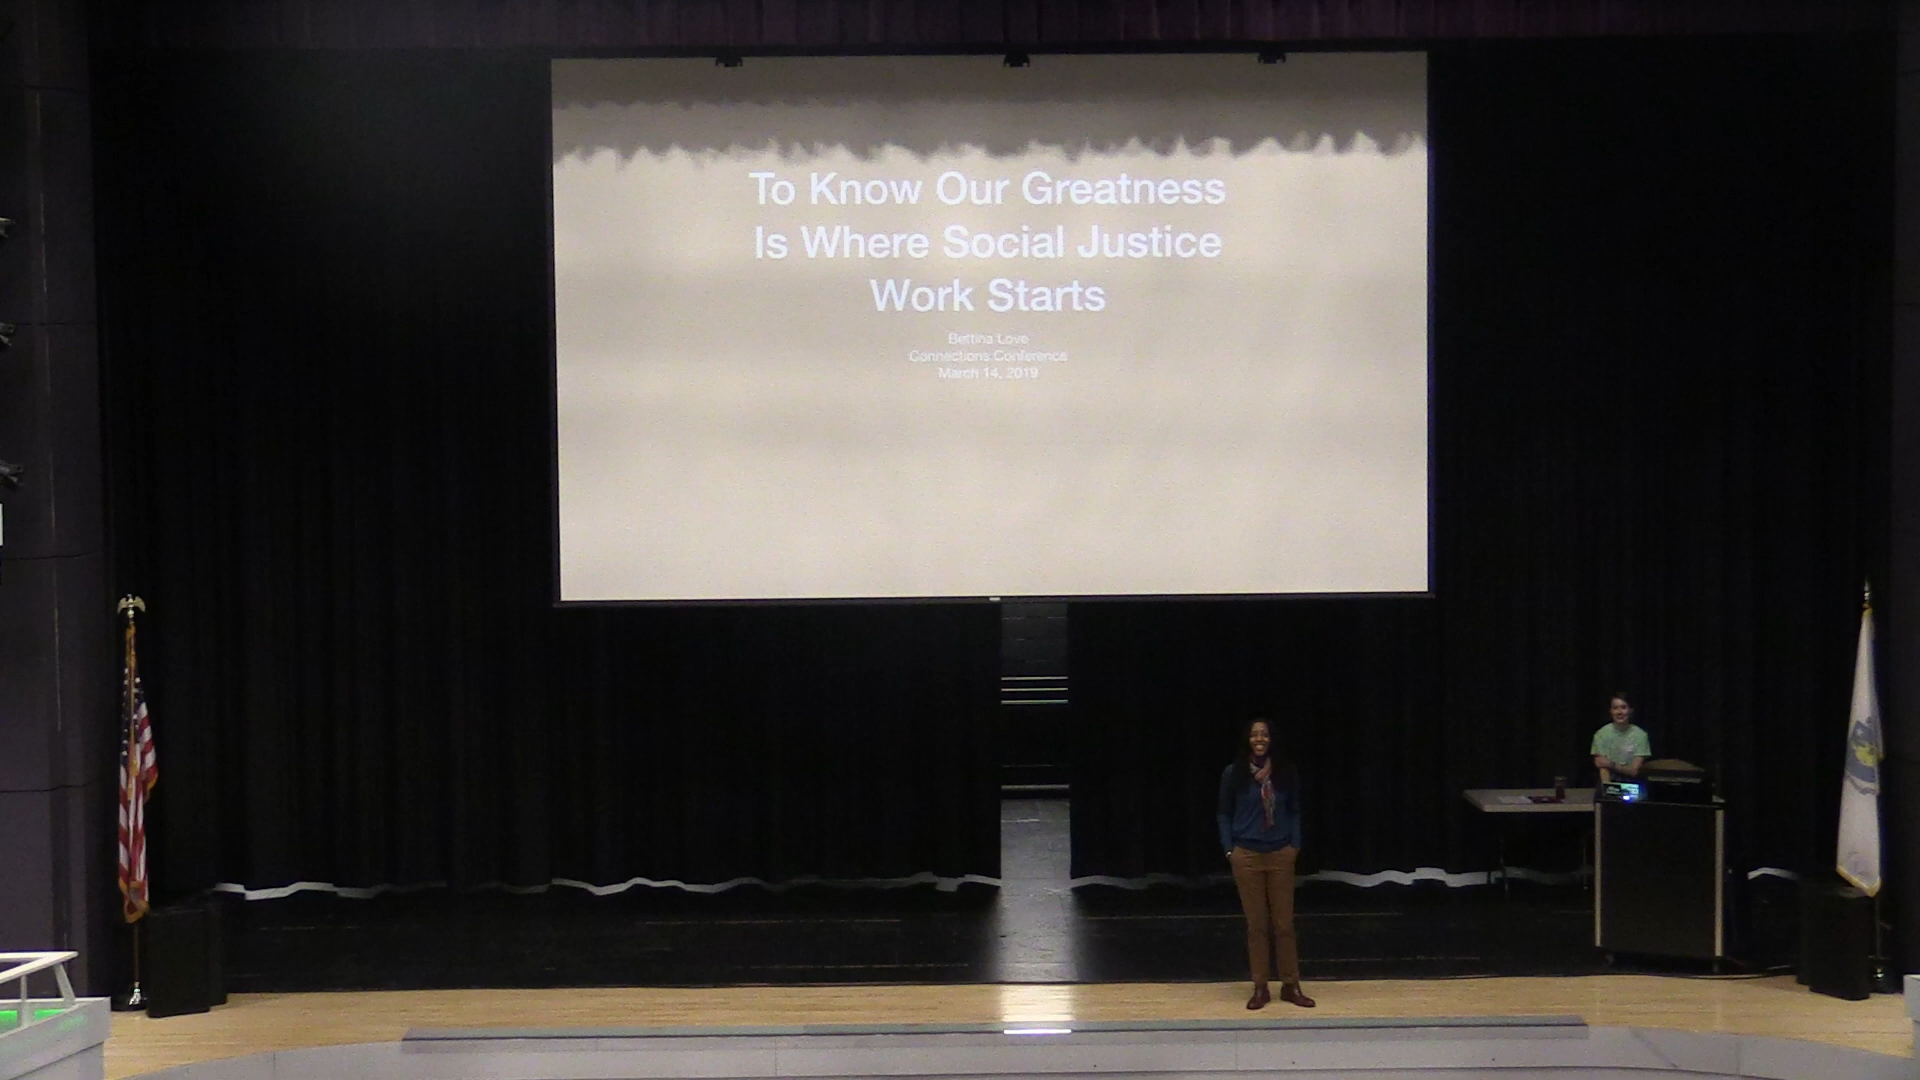 To Know Our Greatness
Is Where Social Justice
Work Starts
Bettina Love
Connections Conference
March 14, 2019